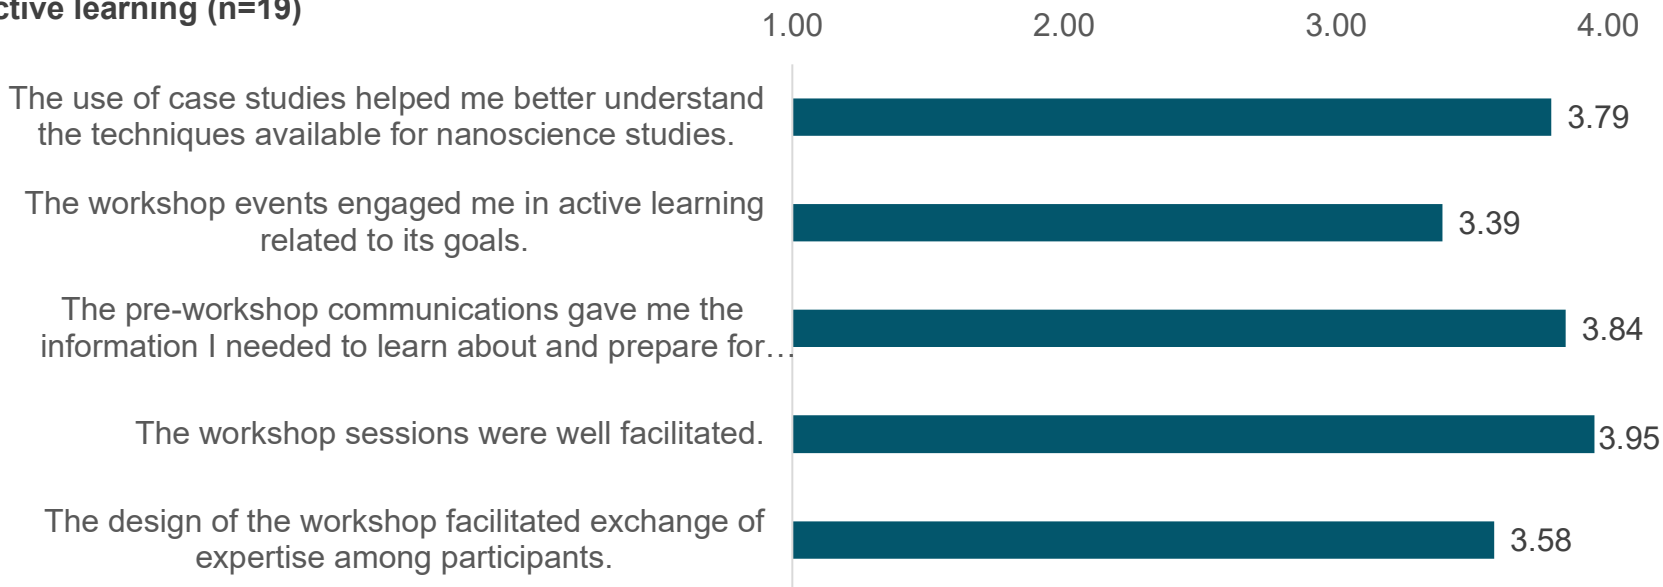 ctive learning (n=19)
1.00 2.00 3.00 4.00
The use of case studies helped me better understand
the techniques available for nanoscience studies.
3.79
The workshop events engaged me in active learning
related to its goals.
3.39
The pre-workshop communications gave me the
information I needed to learn about and prepare for…
3.84
The workshop sessions were well facilitated.
3.95
The design of the workshop facilitated exchange of
expertise among participants.
3.58